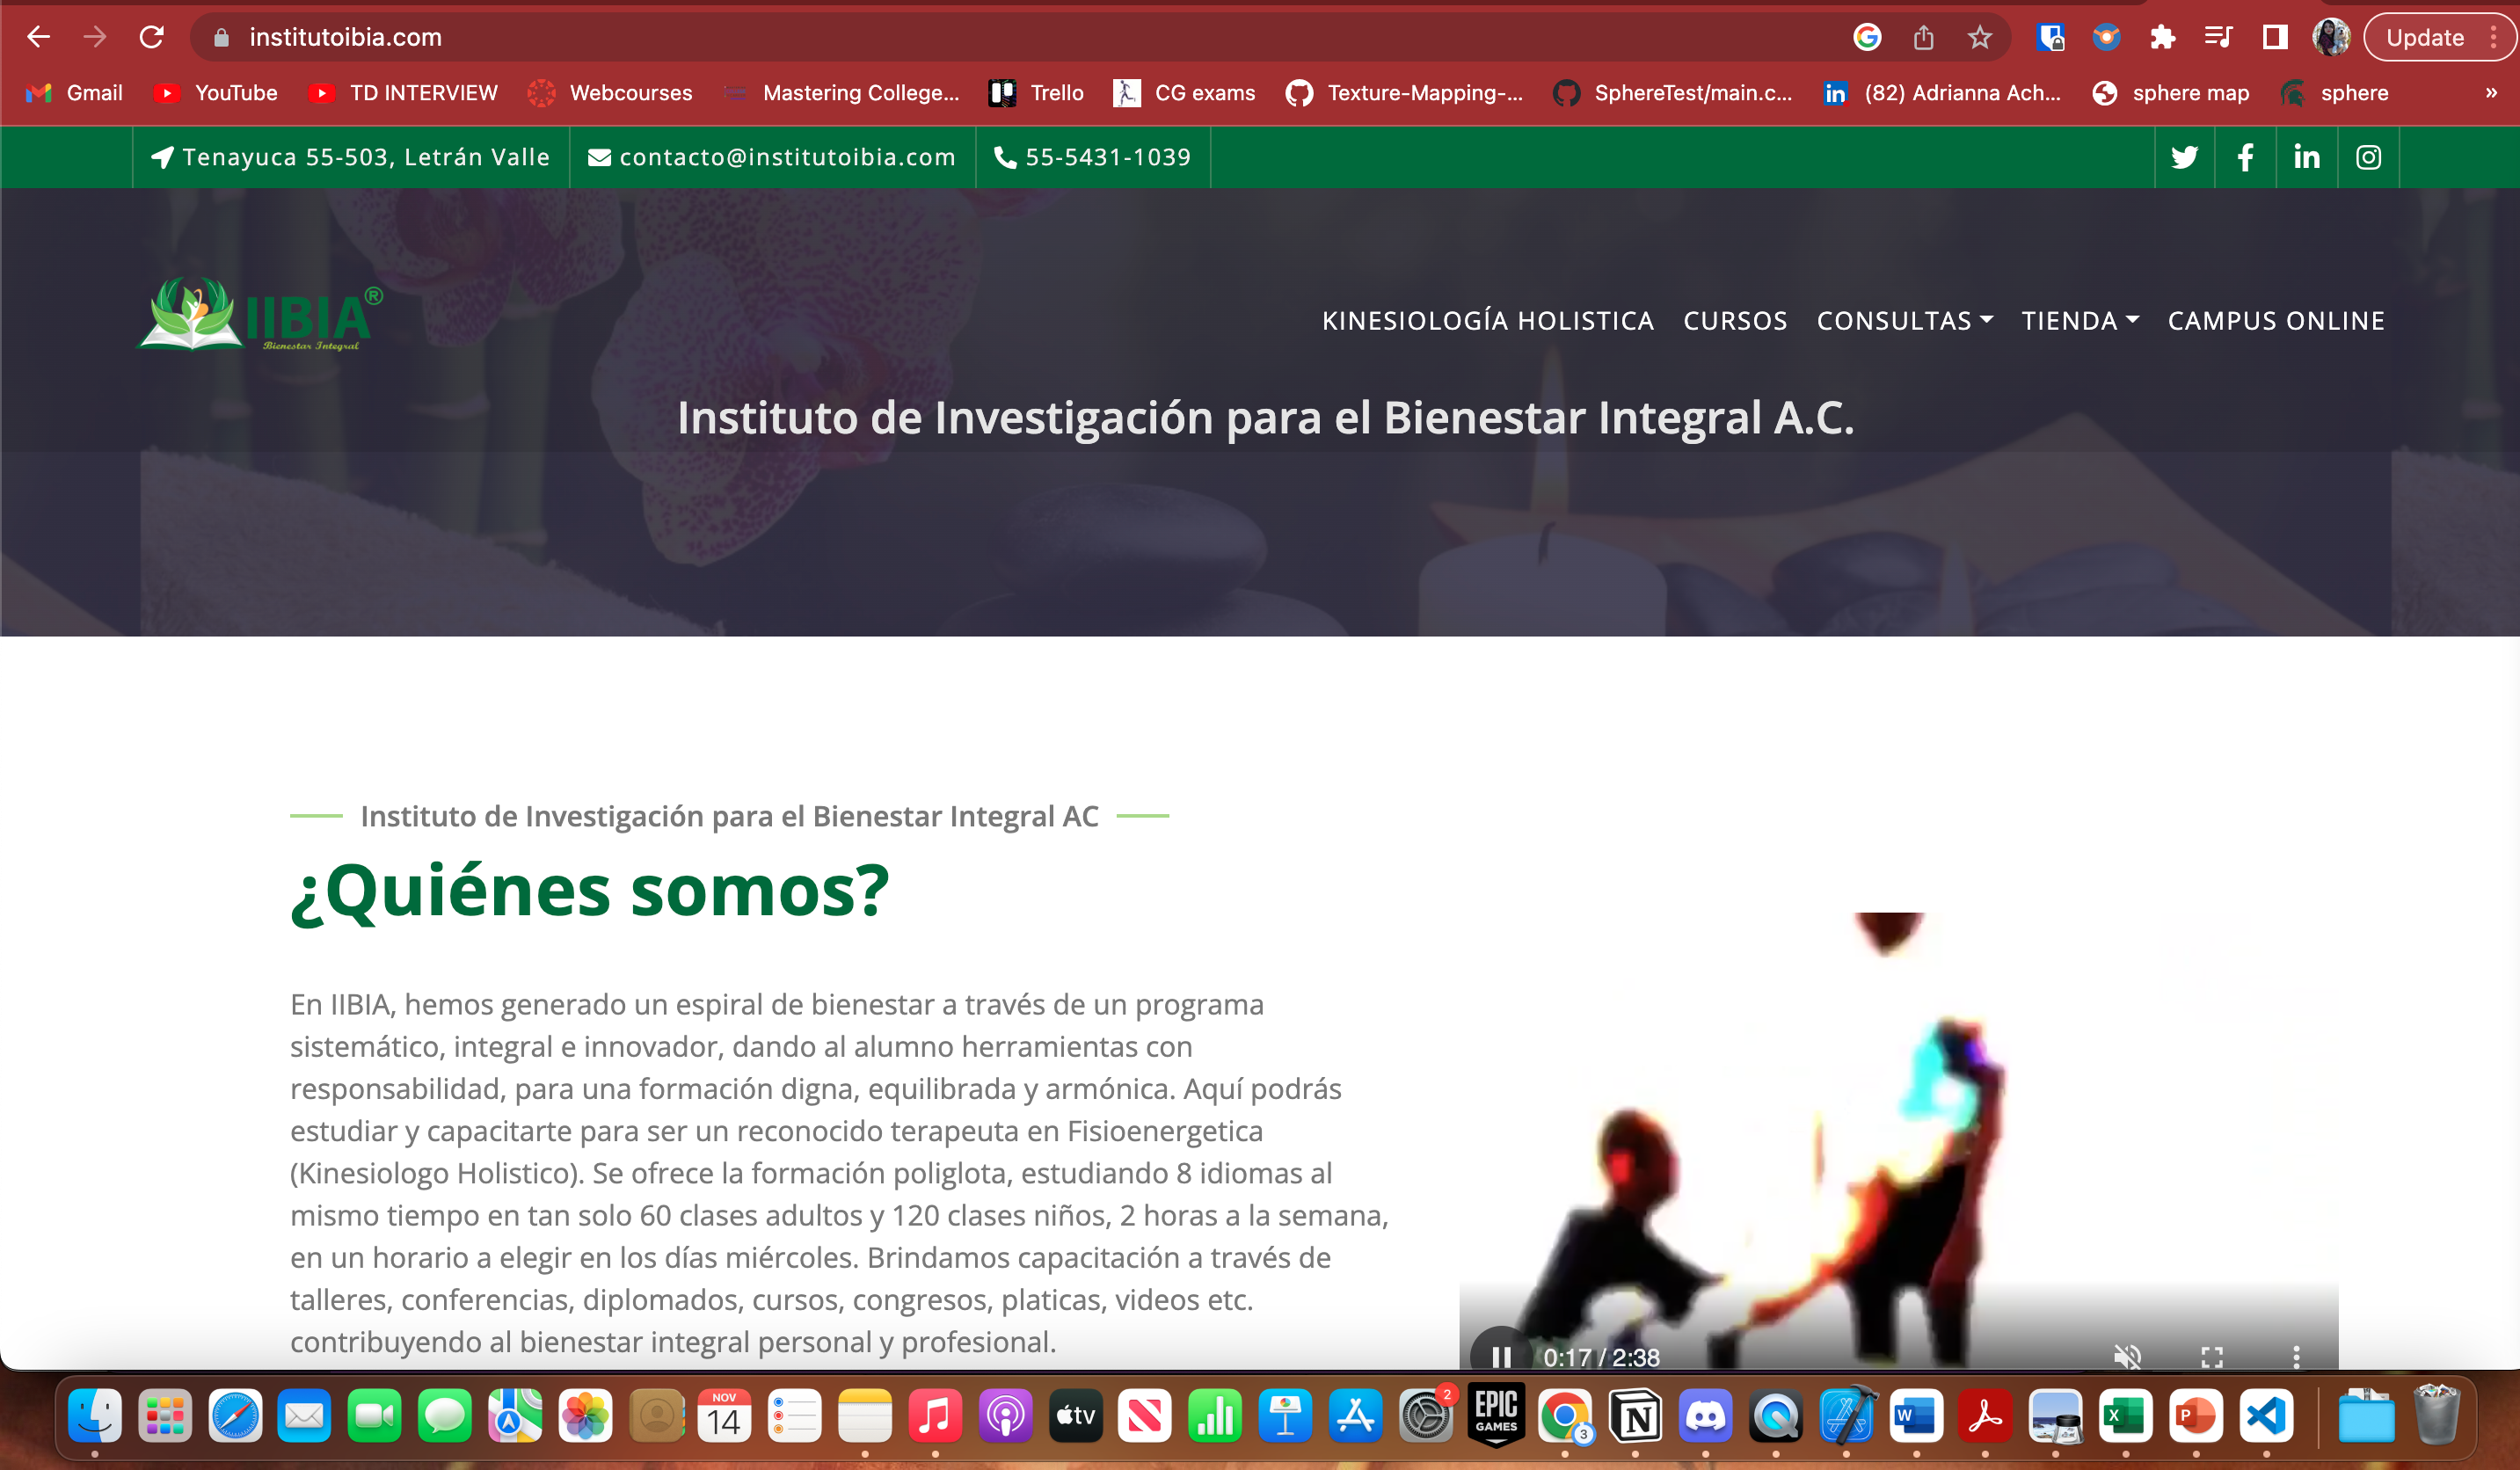 institutoibia.com
Update
Gmail YouTube TD INTERVIEW Webcourses Mastering College... Trello CG exams Texture-Mapping-... SphereTest/main.c... (82) Adrianna Ach... sphere map sphere »
Tenayuca 55-503, Letrán Valle contacto@institutoibia.com 55-5431-1039
IIBIA®
Bienestar Integral
KINESIOLOGÍA HOLISTICA CURSOS CONSULTAS TIENDA CAMPUS ONLINE
Instituto de Investigación para el Bienestar Integral A.C.
Instituto de Investigación para el Bienestar Integral AC
¿Quiénes somos?
En IIBIA, hemos generado un espiral de bienestar a través de un programa
sistemático, integral e innovador, dando al alumno herramientas con
responsabilidad, para una formación digna, equilibrada y armónica. Aquí podrás
estudiar y capacitarte para ser un reconocido terapeuta en Fisioenergetica
(Kinesiologo Holistico). Se ofrece la formación poliglota, estudiando 8 idiomas al
mismo tiempo en tan solo 60 clases adultos y 120 clases niños, 2 horas a la semana,
en un horario a elegir en los días miércoles. Brindamos capacitación a través de
talleres, conferencias, diplomados, cursos, congresos, platicas, videos etc.
contribuyendo al bienestar integral personal y profesional.
0:17 / 2:38
NOV
14
tv
2
EPIC
GAMES
3
W
X
P